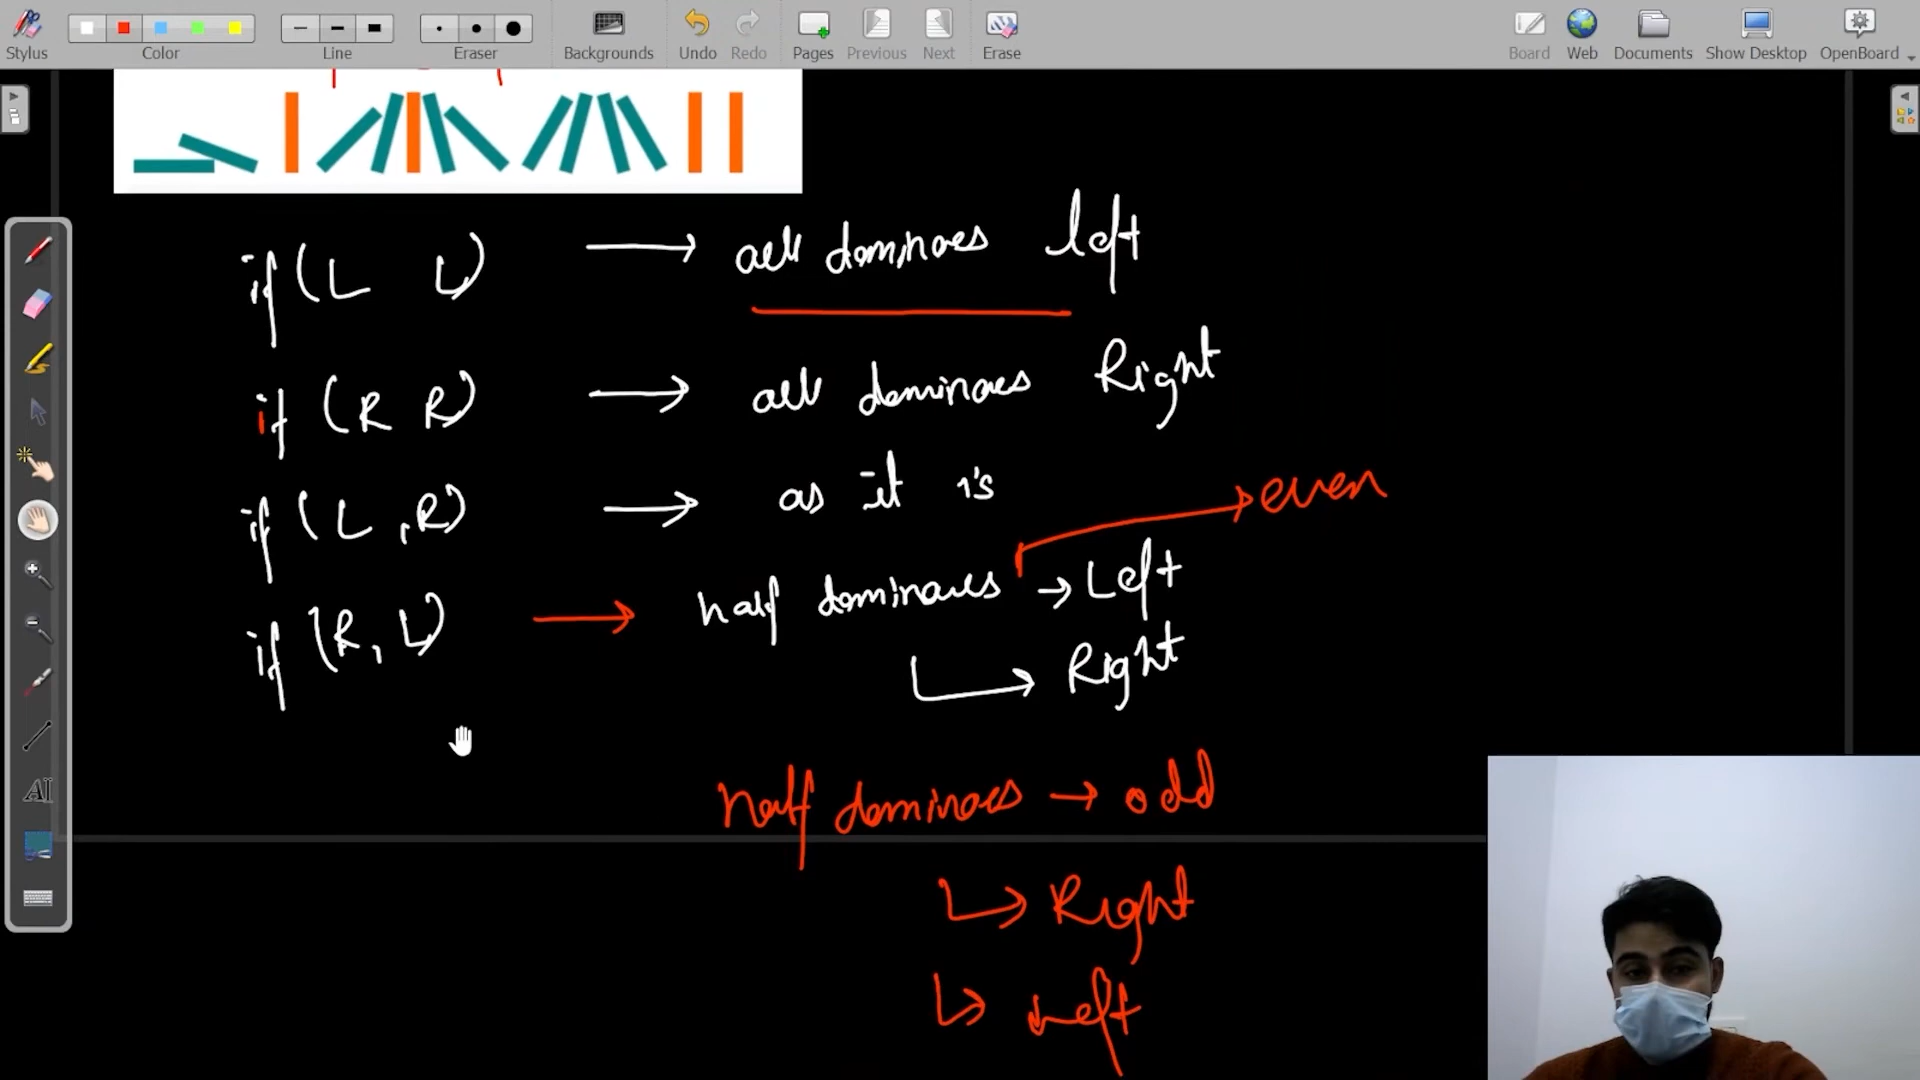 Stylus Color Line Eraser Backgrounds Undo Redo Pages Previous Next Erase Board Web Documents Show Desktop OpenBoard
if (L L) → all dominoes left
if (R R) → all dominoes Right
if (L ,R) → as it is
→ even
if (R, L) → half dominoes → Left
→ Right
half dominoes → odd
→ Right
→ Left
AI